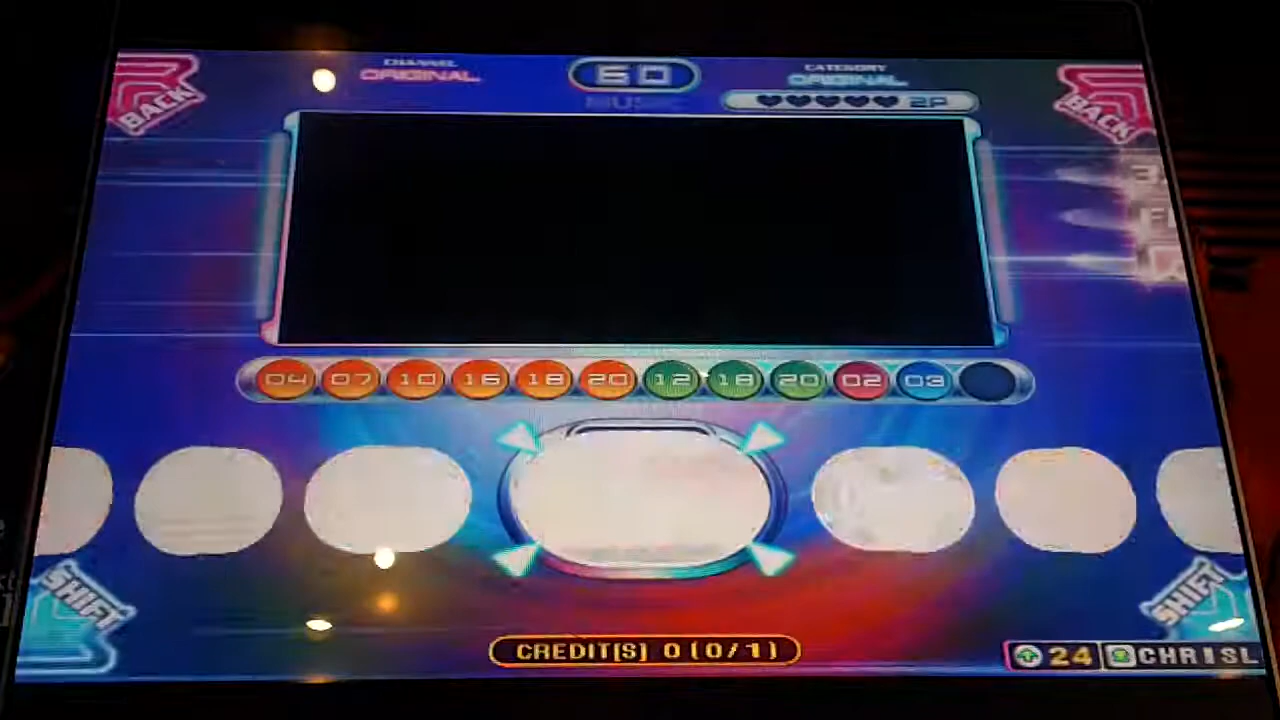 BACK
CHANNEL
ORIGINAL
60
MUSIC
CATEGORY
ORIGINAL
2P
BACK
04 07 10 16 18 20 12 18 20 02 03
SHIFT
SHIFT
CREDIT[S] 0 (0/1)
24 CHRISL